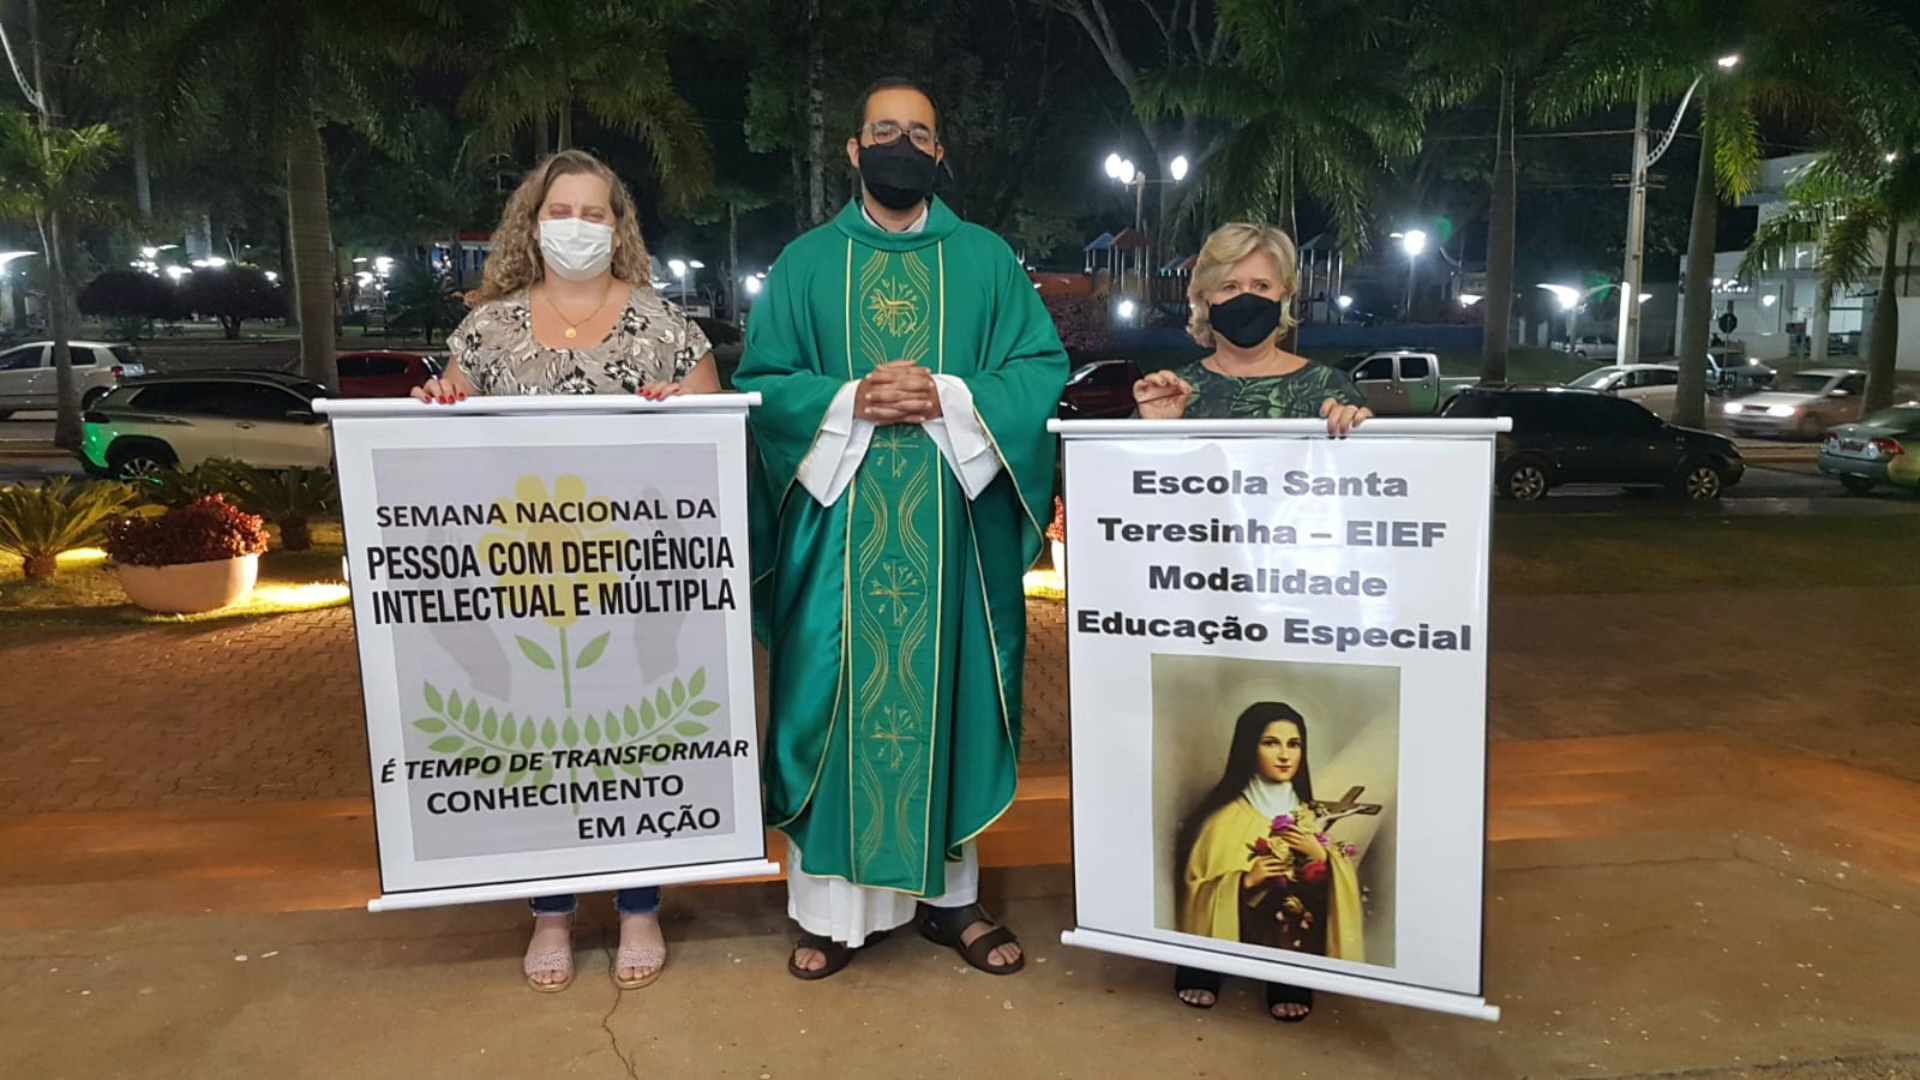 SEMANA NACIONAL DA
PESSOA COM DEFICIÊNCIA
INTELECTUAL E MÚLTIPLA
É TEMPO DE TRANSFORMAR
CONHECIMENTO
EM AÇÃO
Escola Santa
Teresinha – EIEF
Modalidade
Educação Especial